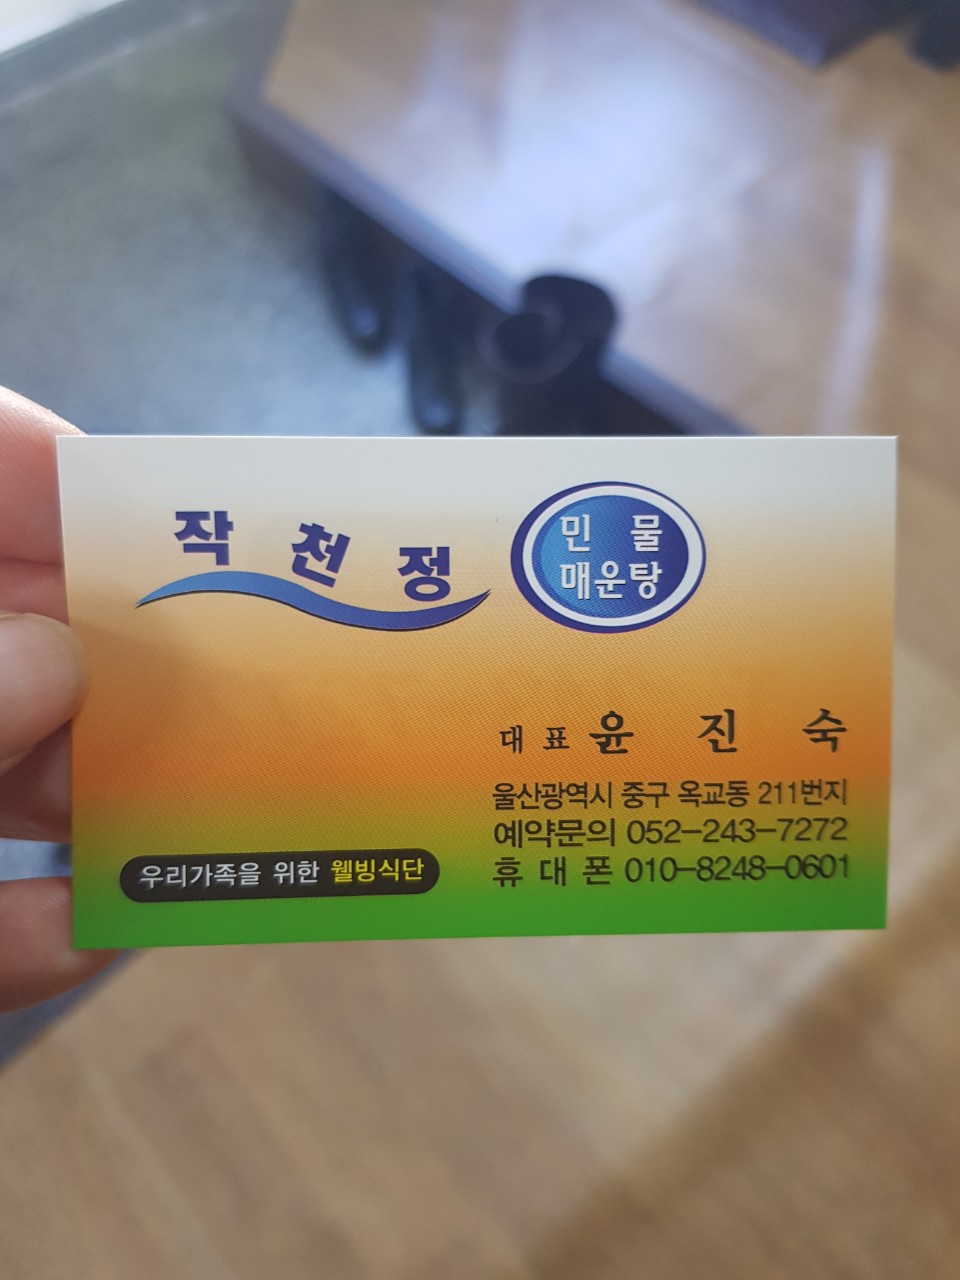 작천정
민물
매운탕
대표 윤진숙
울산광역시 중구 옥교동 211번지
예약문의 052-243-7272
휴대폰 010-8248-0601
우리가족을 위한 웰빙식단